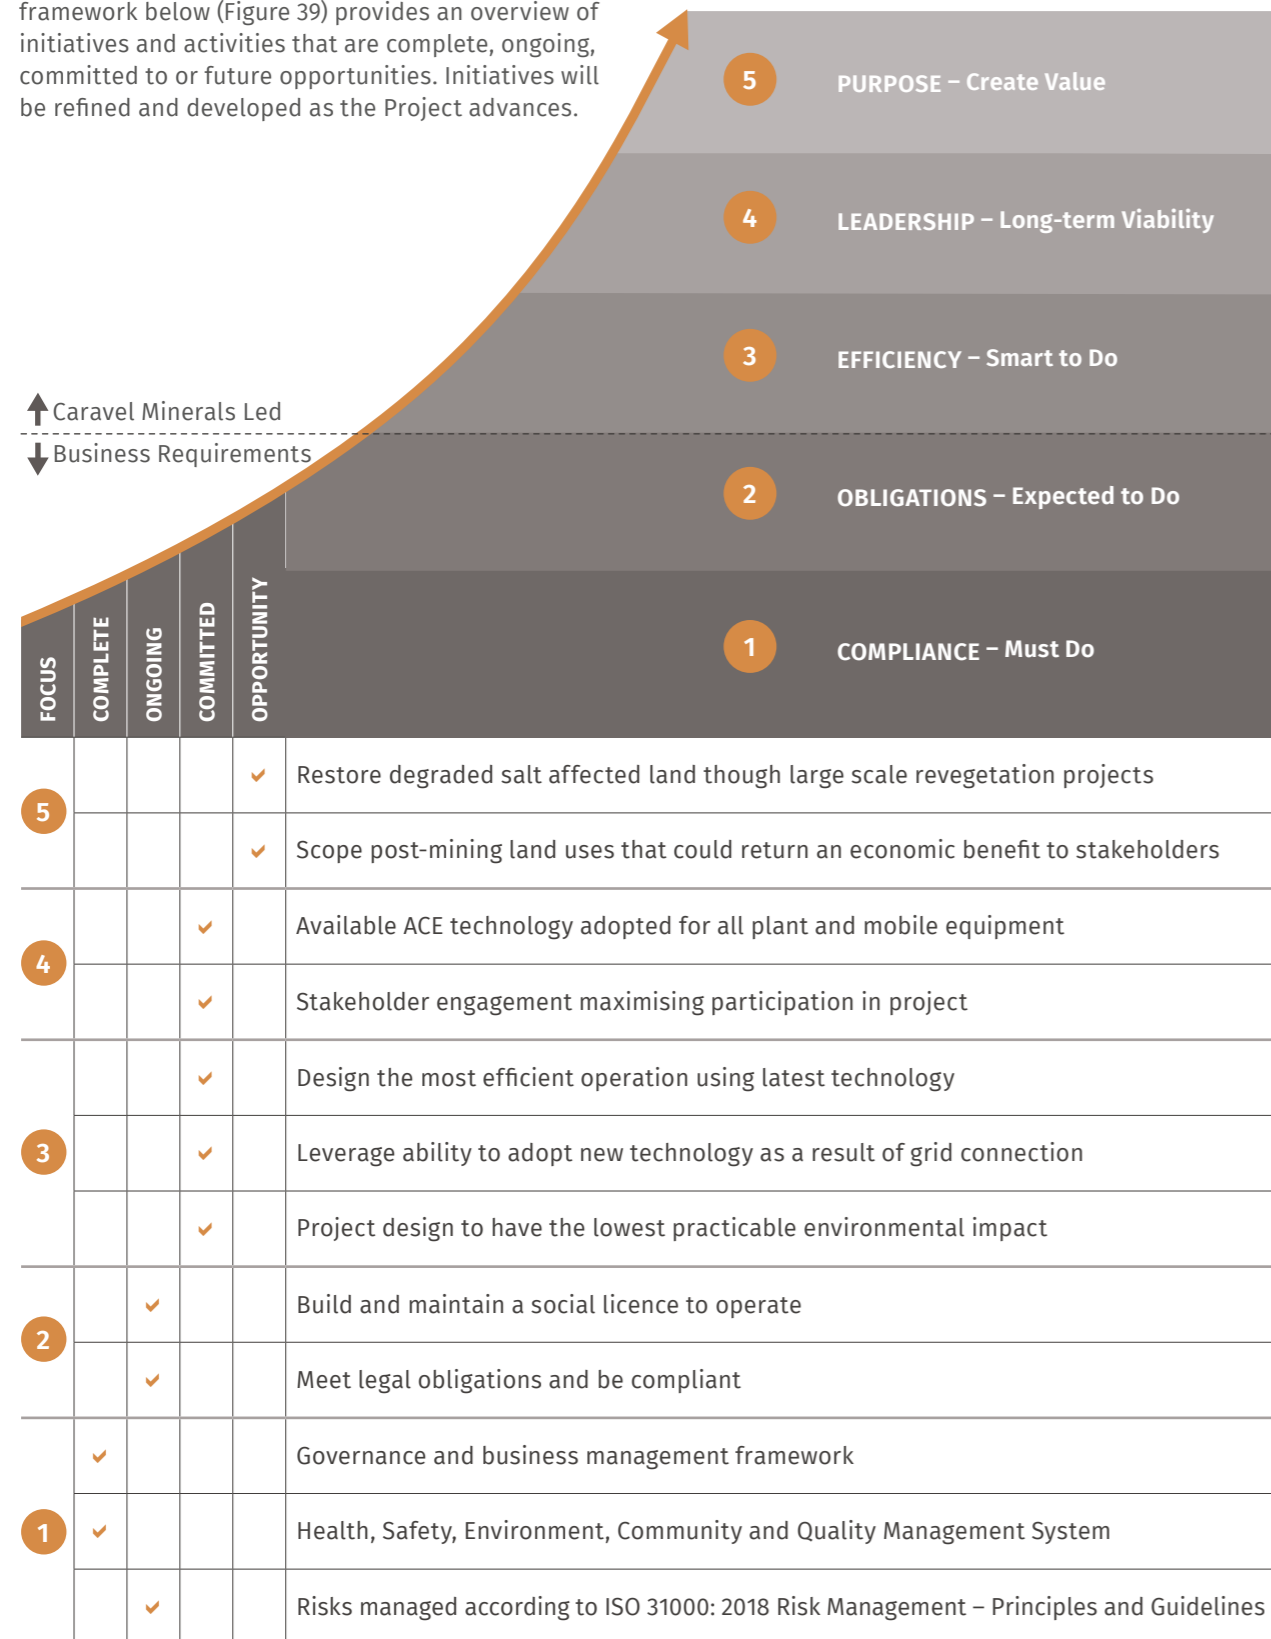 framework below (Figure 39) provides an overview of
initiatives and activities that are complete, ongoing,
committed to or future opportunities. Initiatives will
be refined and developed as the Project advances.
5 PURPOSE – Create Value
4 LEADERSHIP – Long-term Viability
3 EFFICIENCY – Smart to Do
Caravel Minerals Led
Business Requirements
2 OBLIGATIONS – Expected to Do
1 COMPLIANCE – Must Do
FOCUS
COMPLETE
ONGOING
COMMITTED
OPPORTUNITY
5
Restore degraded salt affected land though large scale revegetation projects
Scope post-mining land uses that could return an economic benefit to stakeholders
4
Available ACE technology adopted for all plant and mobile equipment
Stakeholder engagement maximising participation in project
3
Design the most efficient operation using latest technology
Leverage ability to adopt new technology as a result of grid connection
Project design to have the lowest practicable environmental impact
2
Build and maintain a social licence to operate
Meet legal obligations and be compliant
1
Governance and business management framework
Health, Safety, Environment, Community and Quality Management System
Risks managed according to ISO 31000: 2018 Risk Management – Principles and Guidelines